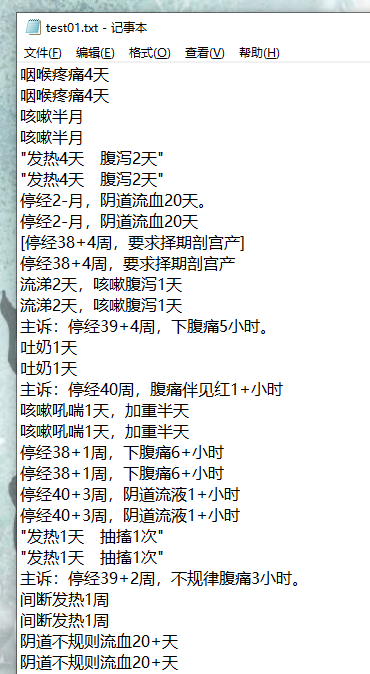 test01.txt - 记事本
文件(F) 编辑(E) 格式(O) 查看(V) 帮助(H)
咽喉疼痛4天
咽喉疼痛4天
咳嗽半月
咳嗽半月
"发热4天　腹泻2天"
"发热4天　腹泻2天"
停经2-月，阴道流血20天。
停经2-月，阴道流血20天
[停经38+4周，要求择期剖宫产]
停经38+4周，要求择期剖宫产
流涕2天，咳嗽腹泻1天
流涕2天，咳嗽腹泻1天
主诉：停经39+4周，下腹痛5小时。
吐奶1天
吐奶1天
主诉：停经40周，腹痛伴见红1+小时
咳嗽吼喘1天，加重半天
咳嗽吼喘1天，加重半天
停经38+1周，下腹痛6+小时
停经38+1周，下腹痛6+小时
停经40+3周，阴道流液1+小时
停经40+3周，阴道流液1+小时
"发热1天　抽搐1次"
"发热1天　抽搐1次"
主诉：停经39+2周，不规律腹痛3小时。
间断发热1周
间断发热1周
阴道不规则流血20+天
阴道不规则流血20+天